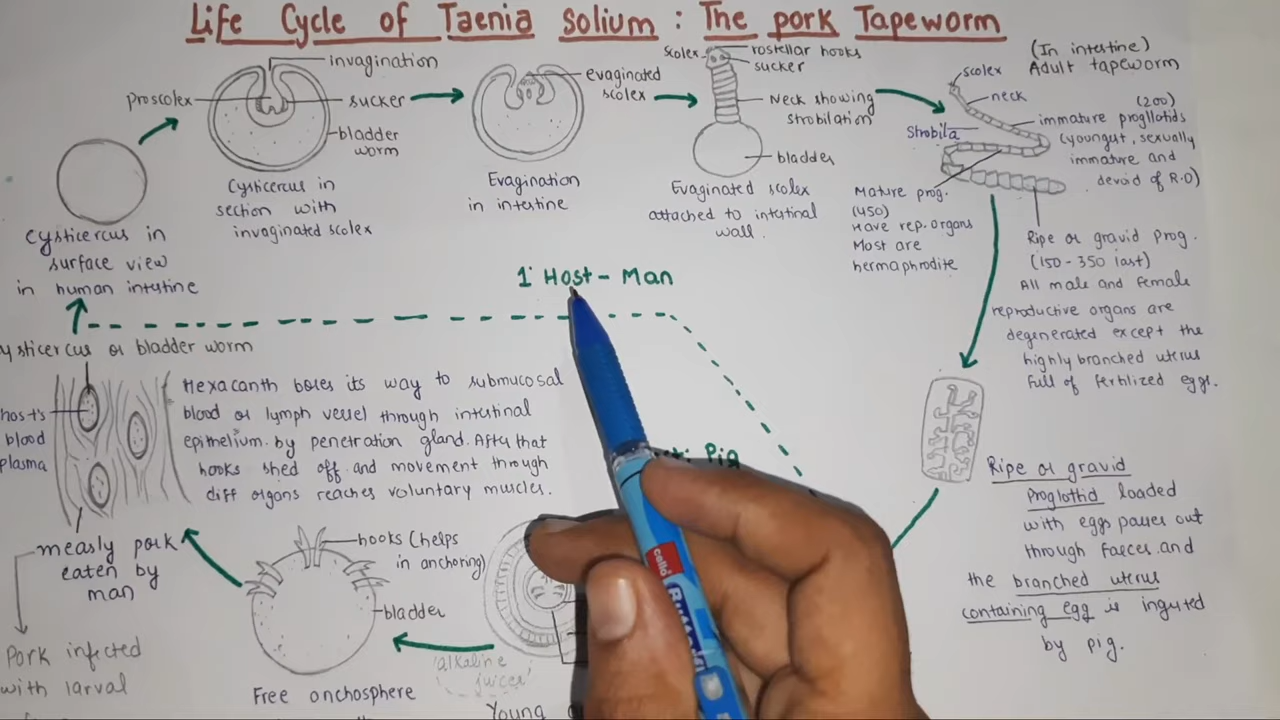 Life Cycle of Taenia solium : The pork Tapeworm
invagination
proscolex
sucker
bladder
worm
Cysticercus in
section with
invaginated scolex
Cysticercus in
surface view
in human intestine
evaginated
scolex
Evagination
in intestine
scolex
rostellar hooks
sucker
Neck showing
strobilation
bladder
Evaginated scolex
attached to intestinal
wall.
(In intestine)
Adult tapeworm
scolex
neck
(200)
immature proglottids
(youngest, sexually
immature and
devoid of R.O)
Strobila
Mature prog.
(450)
Have rep. organs
Most are
hermaphrodite
Ripe or gravid prog.
(150-350 last)
All male and female
reproductive organs are
degenerated except the
highly branched uterus
full of fertilized eggs.
1° Host - Man
Pig
ysticercus or bladder worm
host's
blood
plasma
Hexacanth bores its way to submucosal
blood or lymph vessel through intestinal
epithelium by penetration gland. After that
hooks shed off and movement through
diff organs reaches voluntary muscles.
measly pork
eaten by
man
Pork infected
with larval
hooks (helps
in anchoring)
bladder
Free onchosphere
'alkaline
juices'
Young
Ripe or gravid
proglottid loaded
with eggs passes out
through faeces and
the branched uterus
containing egg is ingested
by pig.
cello